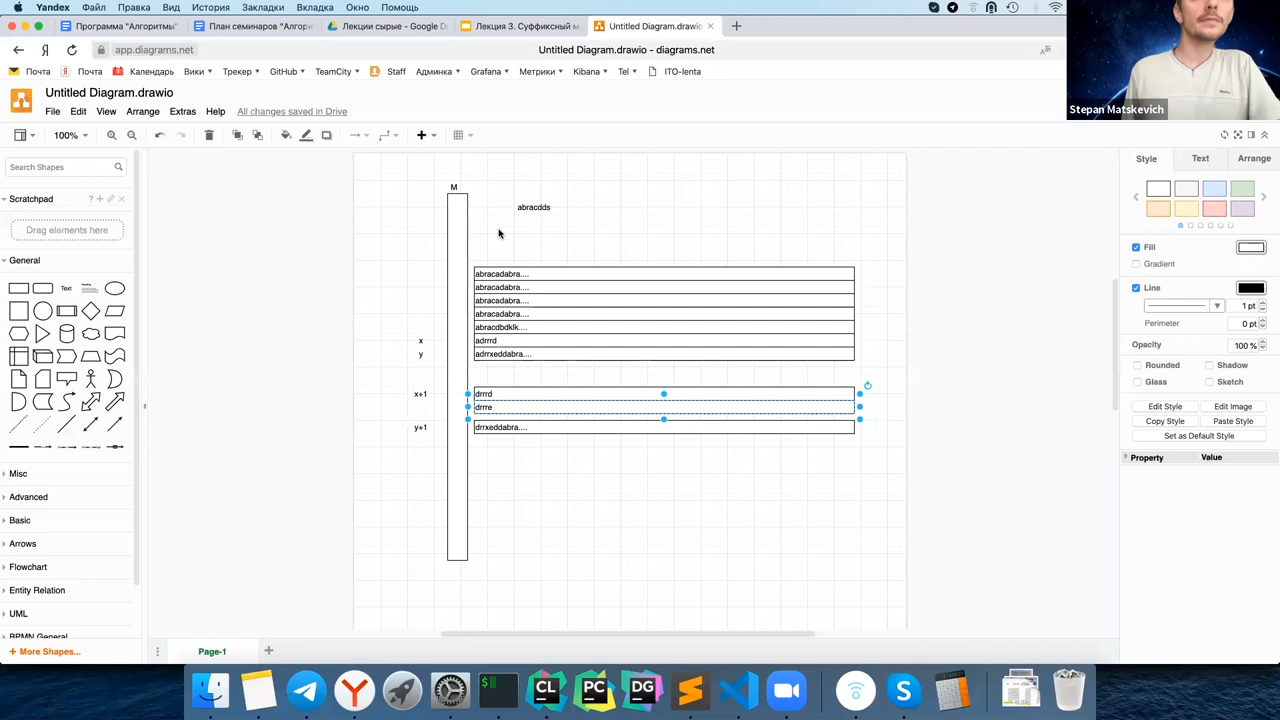 Yandex Файл Правка Вид История Закладки Вкладка Окно Помощь
Программа "Алгоритмы"
План семинаров "Алгори
Лекции сырые - Google D
Лекция 3. Суффиксный м
Untitled Diagram.drawio
app.diagrams.net
Untitled Diagram.drawio - diagrams.net
Почта Почта Календарь Вики Трекер GitHub TeamCity Staff Админка Grafana Метрики Kibana Tel ITO-lenta
Stepan Matskevich
Untitled Diagram.drawio
File Edit View Arrange Extras Help All changes saved in Drive
100%
Search Shapes
Scratchpad
Drag elements here
General
Text
Heading
Misc
Advanced
Basic
Arrows
Flowchart
Entity Relation
UML
BPMN General
More Shapes...
M
abracdds
abracadabra....
abracadabra....
abracadabra....
abracadabra....
abracdbdklk....
x adrrrd
y adrrxeddabra....
x+1 drrrd
drrre
y+1 drrxeddabra....
Page-1
Style Text Arrange
Fill
Gradient
Line
1 pt
Perimeter 0 pt
Opacity 100 %
Rounded Shadow
Glass Sketch
Edit Style Edit Image
Copy Style Paste Style
Set as Default Style
Property Value
CL PC DG